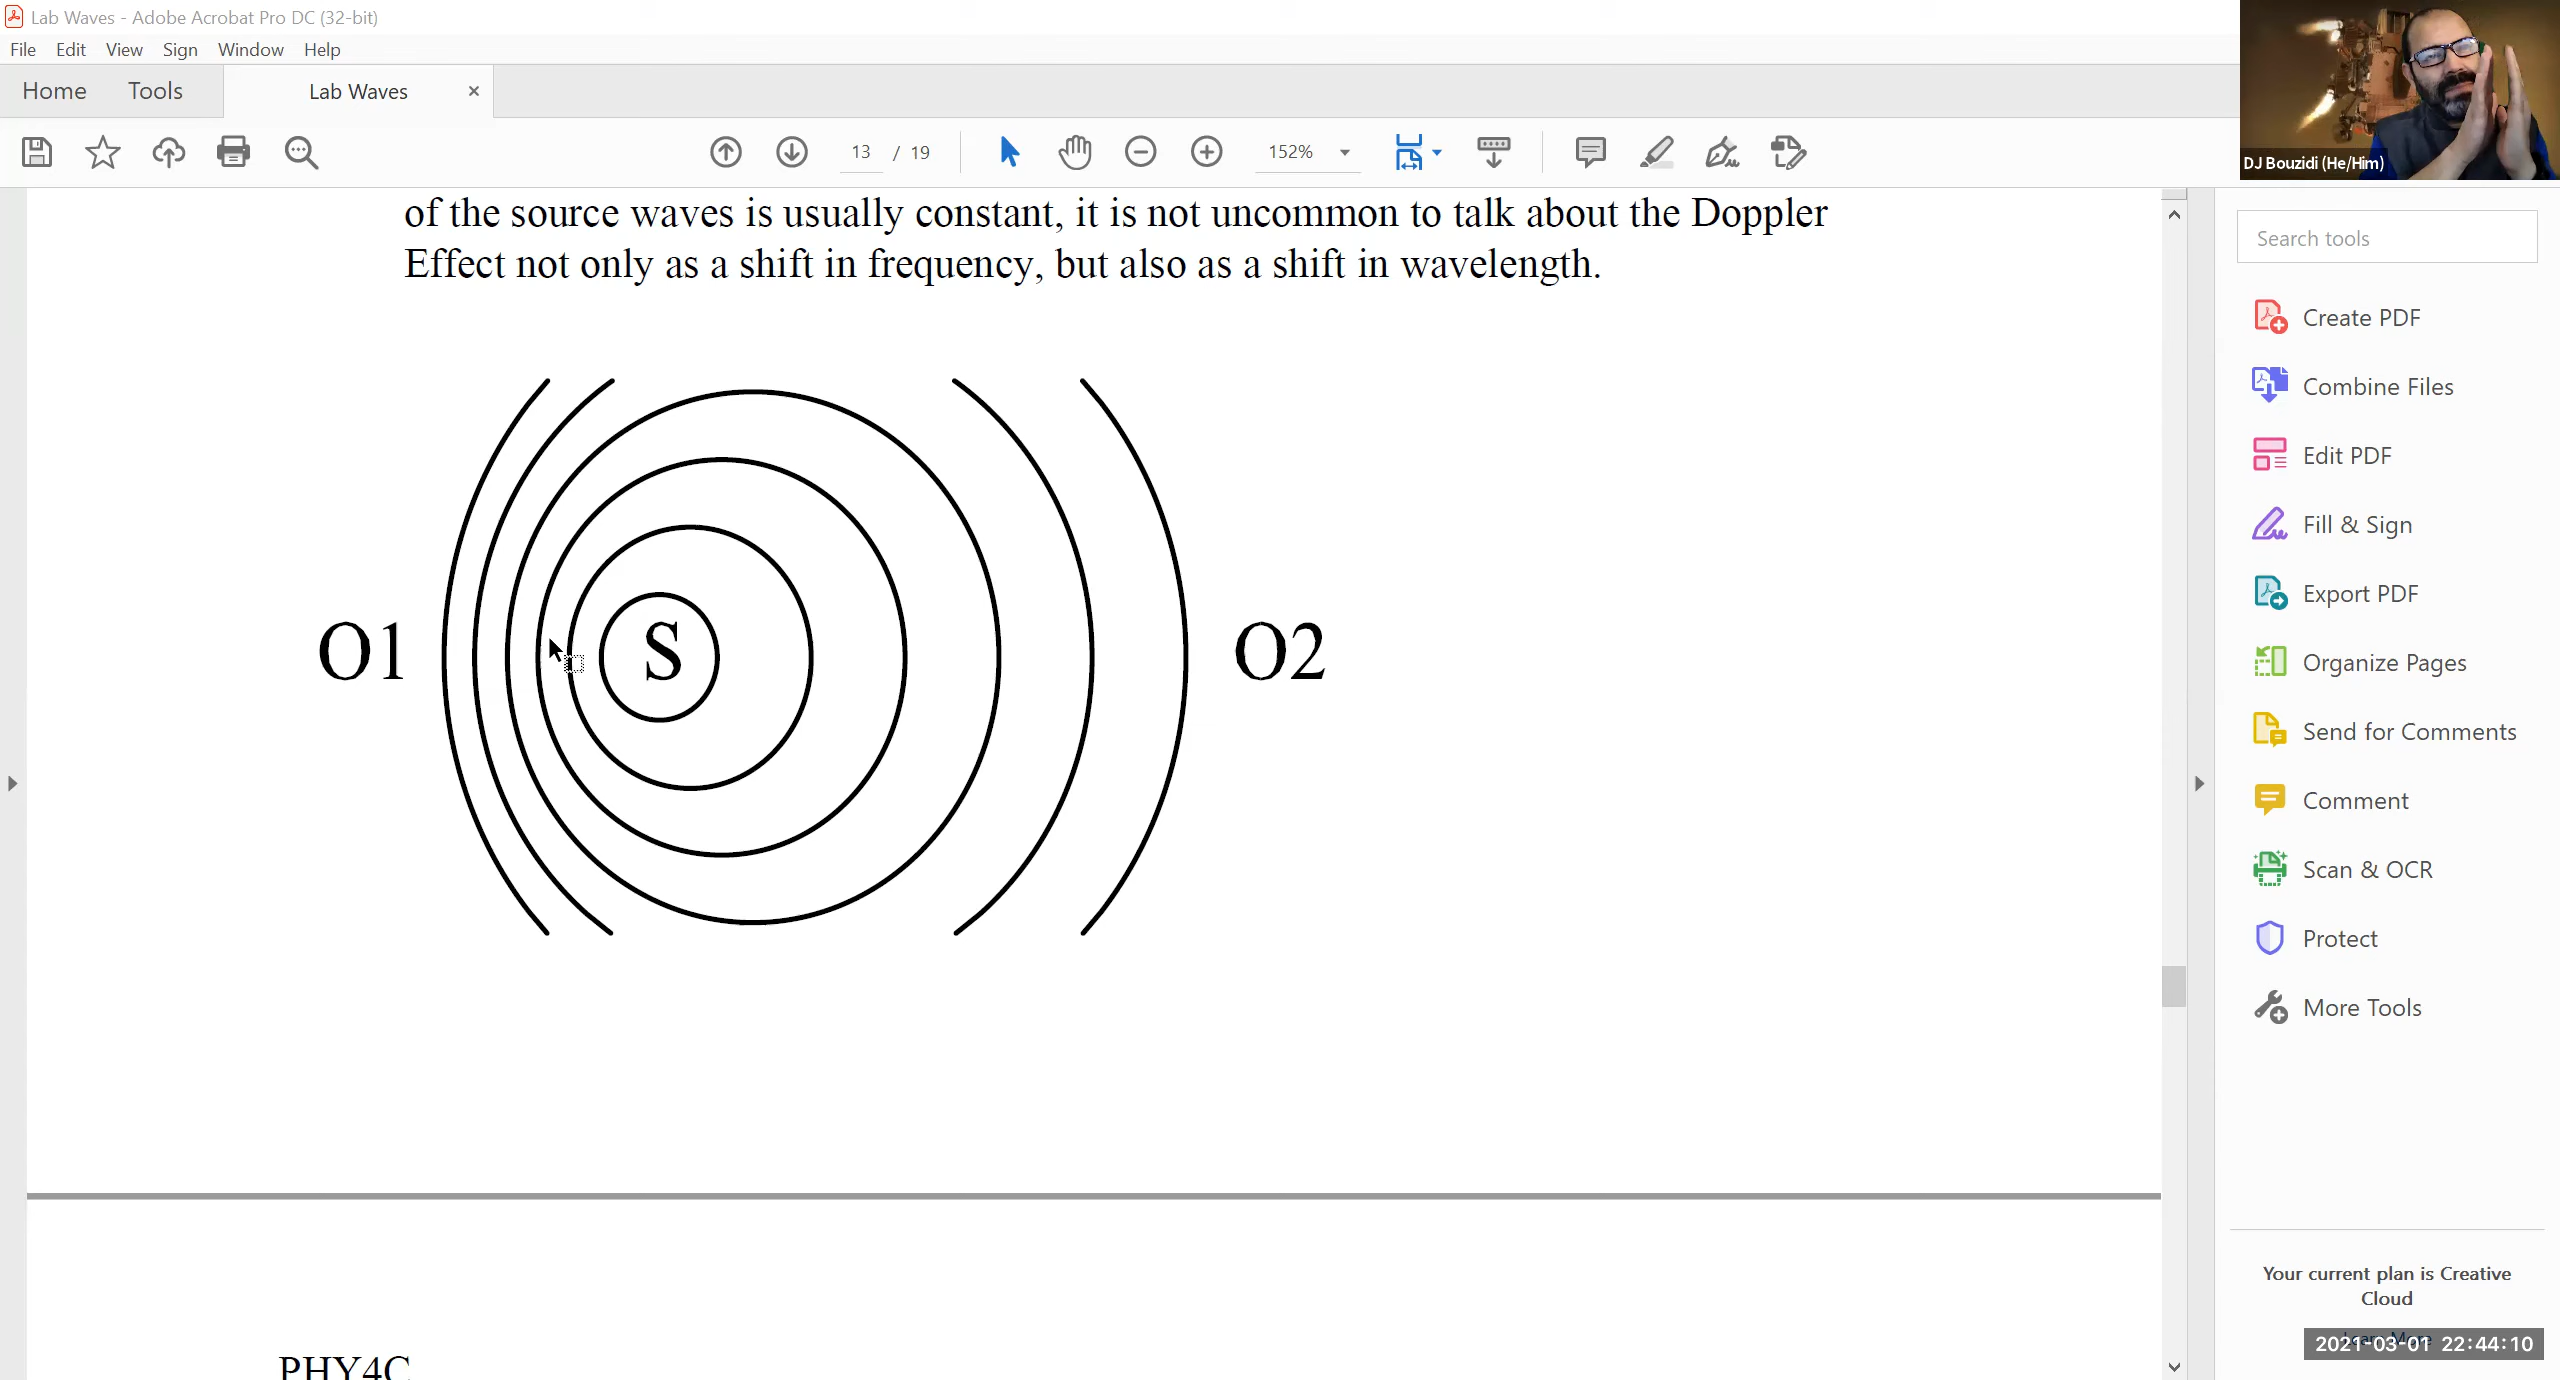 Lab Waves - Adobe Acrobat Pro DC (32-bit)
File Edit View Sign Window Help
Home Tools Lab Waves ×
13 / 19 152%
DJ Bouzidi (He/Him)
of the source waves is usually constant, it is not uncommon to talk about the Doppler
Effect not only as a shift in frequency, but also as a shift in wavelength.
O1 S O2
PHY4C
Search tools
Create PDF
Combine Files
Edit PDF
Fill & Sign
Export PDF
Organize Pages
Send for Comments
Comment
Scan & OCR
Protect
More Tools
Your current plan is Creative
Cloud
2021-03-01 22:44:10